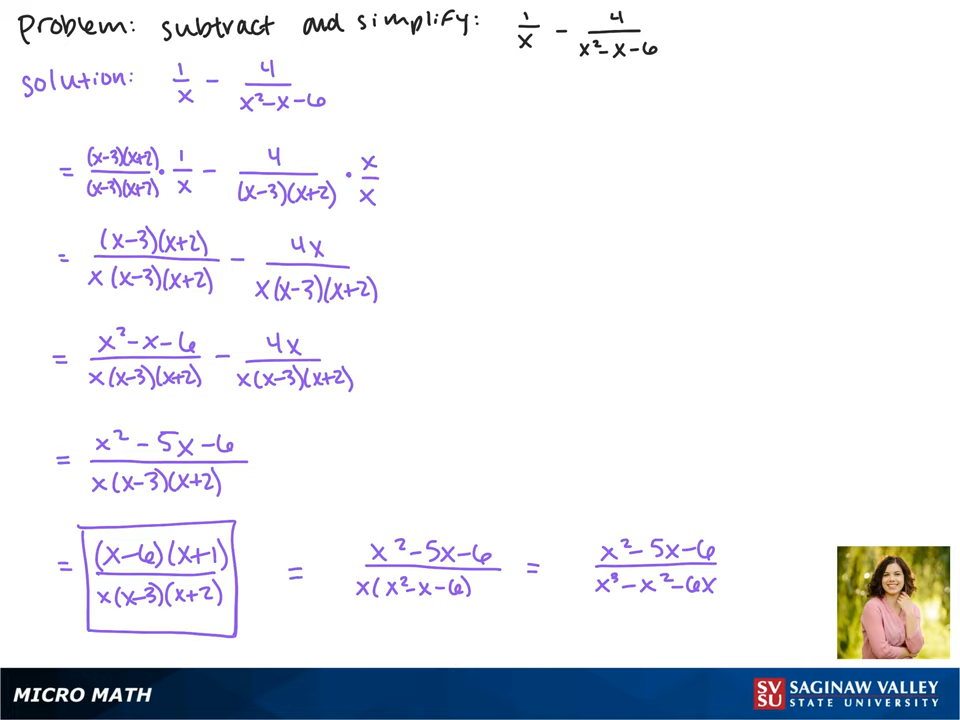 problem: subtract and simplify: 1/x - 4/(x²-x-6)
solution: 1/x - 4/(x²-x-6)
= (x-3)(x+2)/(x-3)(x+2) · 1/x - 4/(x-3)(x+2) · x/x
= (x-3)(x+2)/x(x-3)(x+2) - 4x/x(x-3)(x+2)
= x²-x-6/x(x-3)(x+2) - 4x/x(x-3)(x+2)
= x²-5x-6/x(x-3)(x+2)
= (x-6)(x+1)/x(x-3)(x+2) = x²-5x-6/x(x²-x-6) = x²-5x-6/x³-x²-6x
MICRO MATH
SV
SU
SAGINAW VALLEY
STATE UNIVERSITY